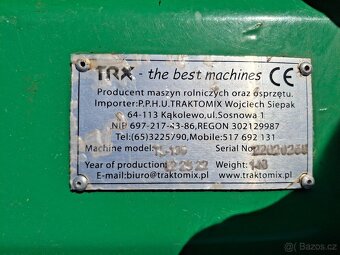 TRX - the best machines CE
Producent maszyn rolniczych oraz osprzętu.
Importer:P.P.H.U.TRAKTOMIX Wojciech Siepak
64-113 Kąkolewo,ul.Sosnowa 1
NIP 697-217-43-86,REGON 302129987
Tel:(65)3225790,Mobile:517 692 131
Machine model: Serial No:
Year of production: Weight:
E-mail:biuro@traktomix.pl www.traktomix.pl
Bazoš.cz